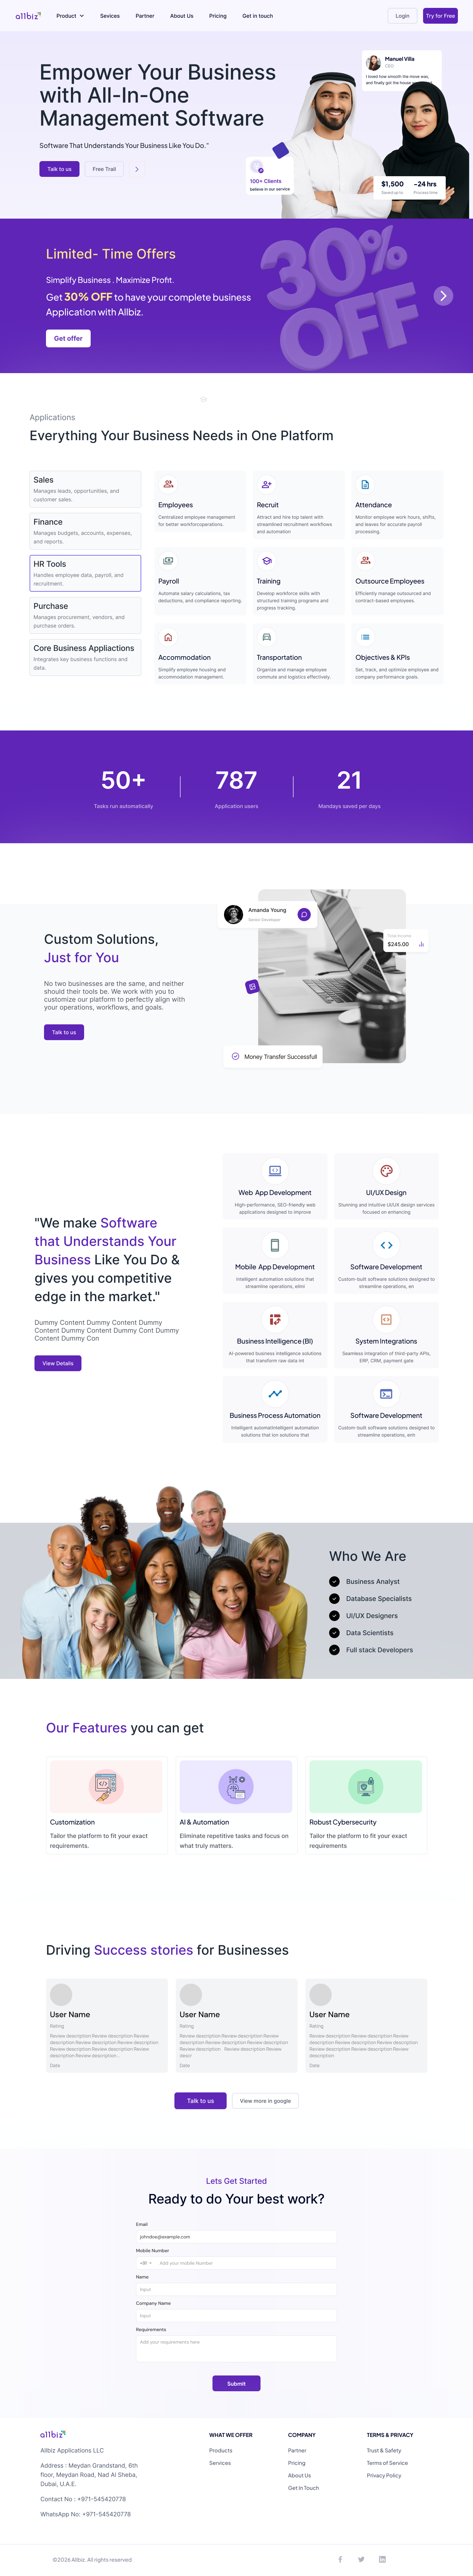 allbiz
Product
Sevices
Partner
About Us
Pricing
Get in touch
Login
Try for Free
Empower Your Business
with All-In-One
Management Software
Software That Understands Your Business Like You Do."
Talk to us
Free Trail
Manuel Villa
CEO
I loved how smooth the move was,
and finally got the house
100+ Clients
believe in our service
$1,500
Saved up to
~24 hrs
Process time
Limited- Time Offers
Simplify Business . Maximize Profit.
Get 30% OFF to have your complete business
Application with Allbiz.
Get offer
30%
OFF
Applications
Everything Your Business Needs in One Platform
Sales
Manages leads, opportunities, and
customer sales.
Finance
Manages budgets, accounts, expenses,
and reports.
HR Tools
Handles employee data, payroll, and
recruitment.
Purchase
Manages procurement, vendors, and
purchase orders.
Core Business Appliactions
Integrates key business functions and
data.
Employees
Centralized employee management
for better workforceoperations.
Recruit
Attract and hire top talent with
streamlined recruitment workflows
and automation
Attendance
Monitor employee work hours, shifts,
and leaves for accurate payroll
processing.
Payroll
Automate salary calculations, tax
deductions, and compliance reporting.
Training
Develop workforce skills with
structured training programs and
progress tracking.
Outsource Employees
Efficiently manage outsourced and
contract-based employees.
Accommodation
Simplify employee housing and
accommodation management.
Transportation
Organize and manage employee
commute and logistics effectively.
Objectives & KPIs
Set, track, and optimize employee and
company performance goals.
50+
Tasks run automatically
787
Application users
21
Mandays saved per days
Custom Solutions,
Just for You
No two businesses are the same, and neither
should their tools be. We work with you to
customize our platform to perfectly align with
your operations, workflows, and goals.
Talk to us
Amanda Young
Senior Developer
Total Income
$245.00
Money Transfer Successfull
"We make Software
that Understands Your
Business Like You Do &
gives you competitive
edge in the market."
Dummy Content Dummy Content Dummy
Content Dummy Content Dummy Cont Dummy
Content Dummy Con
View Details
Web App Development
High-performance, SEO-friendly web
applications designed to improve
UI/UX Design
Stunning and intuitive UI/UX design services
focused on enhancing
Mobile App Development
Intelligent automation solutions that
streamline operations, elimi
Software Development
Custom-built software solutions designed to
streamline operations, en
Business Intelligence (BI)
AI-powered business intelligence solutions
that transform raw data int
System Integrations
Seamless integration of third-party APIs,
ERP, CRM, payment gate
Business Process Automation
Intelligent automatiIntelligent automation
solutions that ion solutions that
Software Development
Custom-built software solutions designed to
streamline operations, enh
Who We Are
Business Analyst
Database Specialists
UI/UX Designers
Data Scientists
Full stack Developers
Our Features you can get
Customization
Tailor the platform to fit your exact
requirements.
AI & Automation
Eliminate repetitive tasks and focus on
what truly matters.
Robust Cybersecurity
Tailor the platform to fit your exact
requirements
Driving Success stories for Businesses
User Name
Rating
Review description Review description Review
description Review description Review description
Review description Review description Review
description Review description...
Date
User Name
Rating
Review description Review description Review
description Review description Review description
Review description Review description Review
descri
Date
User Name
Rating
Review description Review description Review
description Review description Review description
Review description Review description Review
description
Date
Talk to us
View more in google
Lets Get Started
Ready to do Your best work?
Email
johndoe@example.com
Mobile Number
+91
Add your mobile Number
Name
Input
Company Name
Input
Requirements
Add your requirements here
Submit
allbiz
Allbiz Applications LLC
Address : Meydan Grandstand, 6th
floor, Meydan Road, Nad Al Sheba,
Dubai, U.A.E.
Contact No : +971-545420778
WhatsApp No: +971-545420778
WHAT WE OFFER
Products
Services
COMPANY
Partner
Pricing
About Us
Get In Touch
TERMS & PRIVACY
Trust & Safety
Terms of Service
Privacy Policy
©2026 Allbiz. All rights reserved